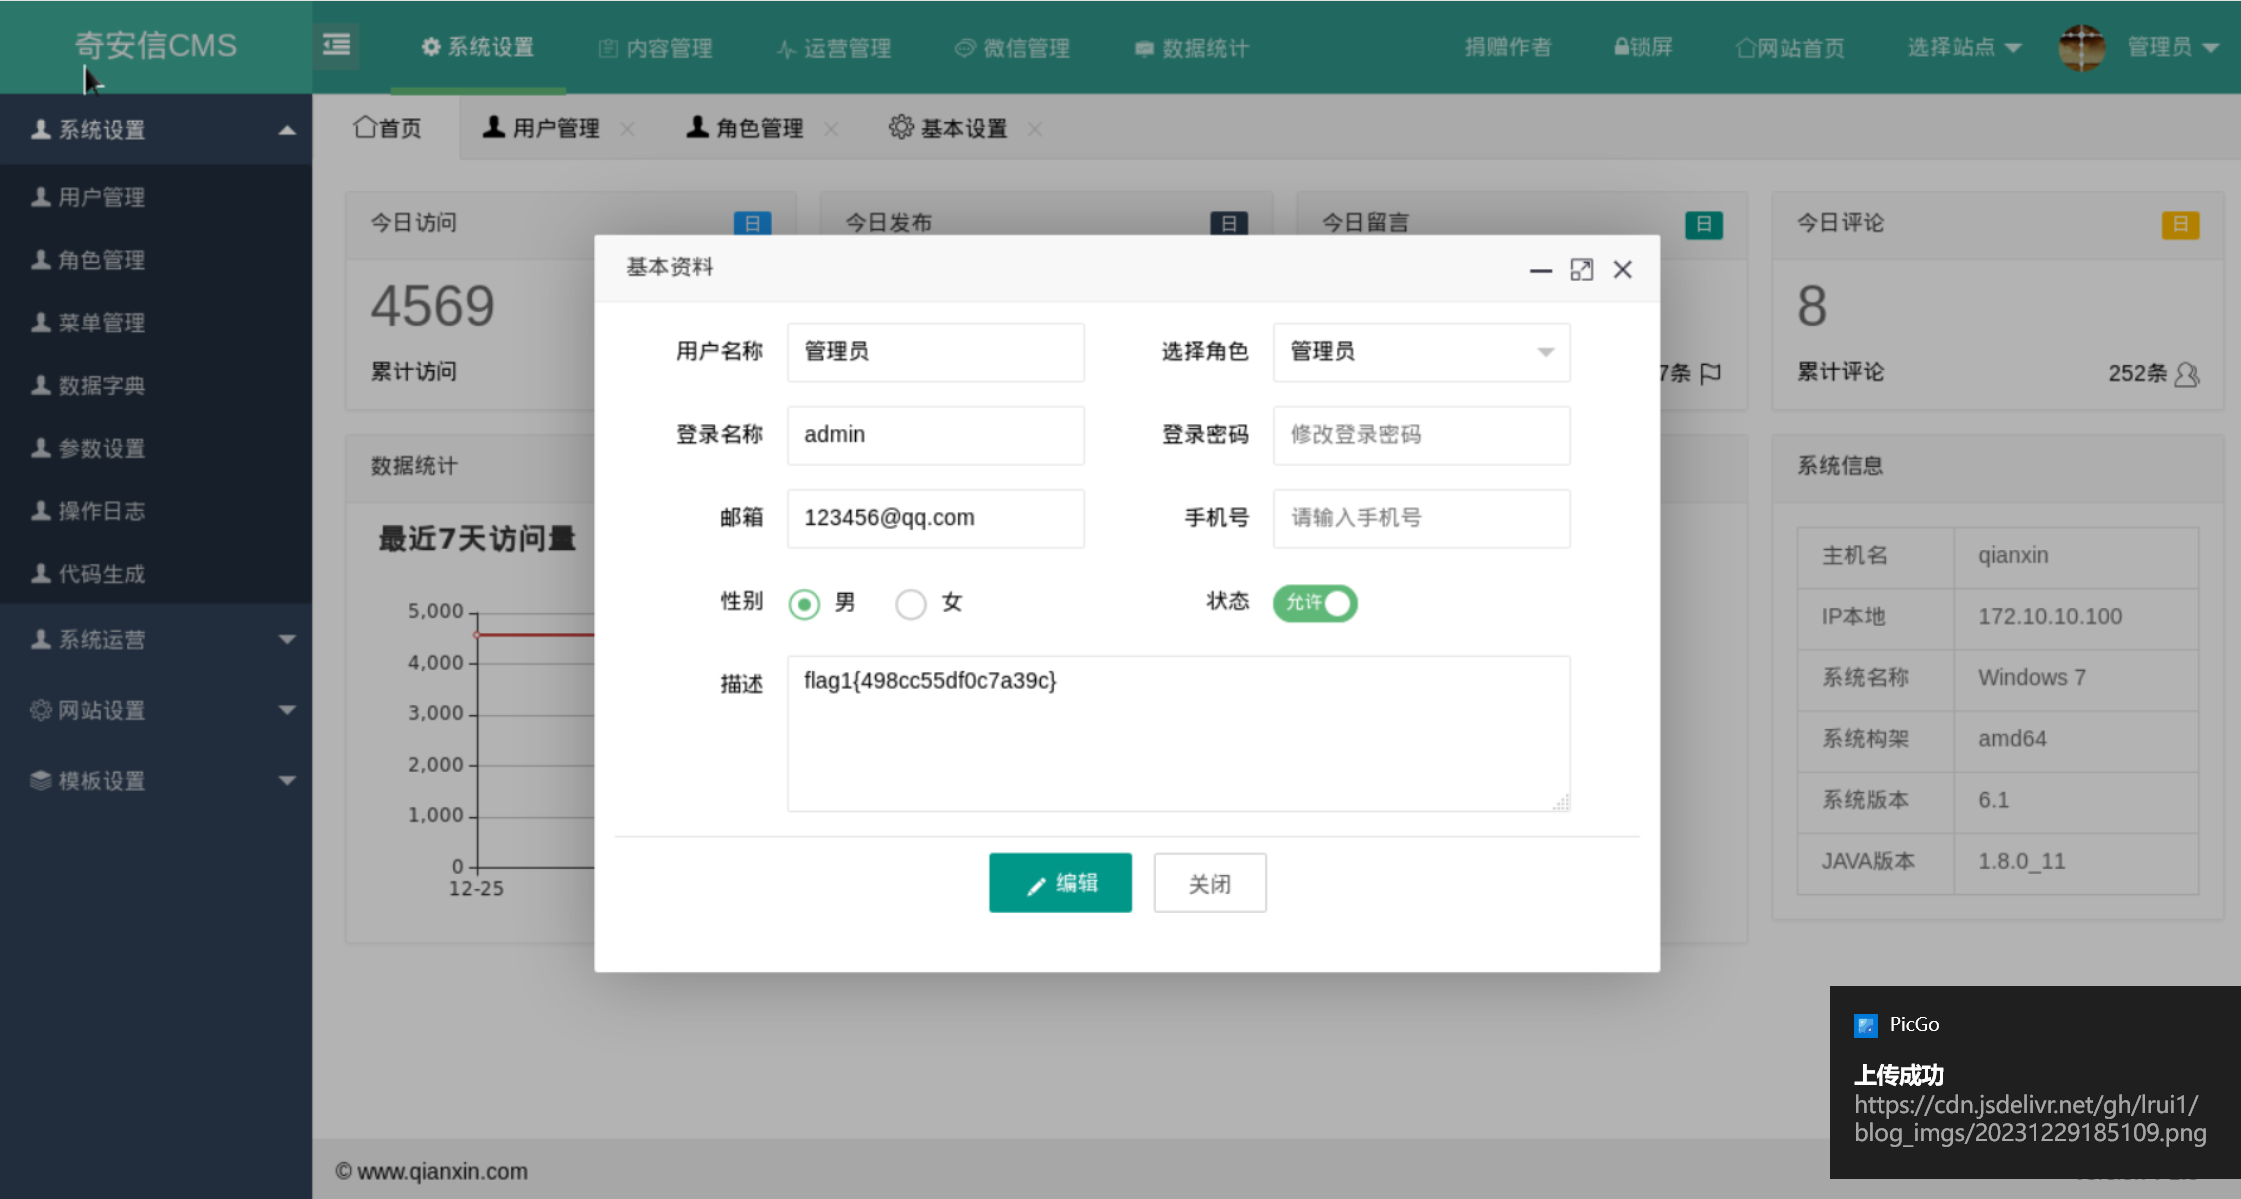 奇安信CMS
系统设置
内容管理
运营管理
微信管理
数据统计
捐赠作者
锁屏
网站首页
选择站点
管理员
系统设置
用户管理
角色管理
菜单管理
数据字典
参数设置
操作日志
代码生成
系统运营
网站设置
模板设置
首页
用户管理
角色管理
基本设置
今日访问 日
4569
累计访问
今日发布 日
今日留言 日
7条
今日评论 日
8
累计评论 252条
数据统计
最近7天访问量
5,000
4,000
3,000
2,000
1,000
0
12-25
基本资料
用户名称 管理员
选择角色 管理员
登录名称 admin
登录密码 修改登录密码
邮箱 123456@qq.com
手机号 请输入手机号
性别 男 女
状态 允许
描述 flag1{498cc55df0c7a39c}
编辑 关闭
系统信息
主机名 qianxin
IP本地 172.10.10.100
系统名称 Windows 7
系统构架 amd64
系统版本 6.1
JAVA版本 1.8.0_11
© www.qianxin.com
PicGo
上传成功
https://cdn.jsdelivr.net/gh/lrui1/
blog_imgs/20231229185109.png